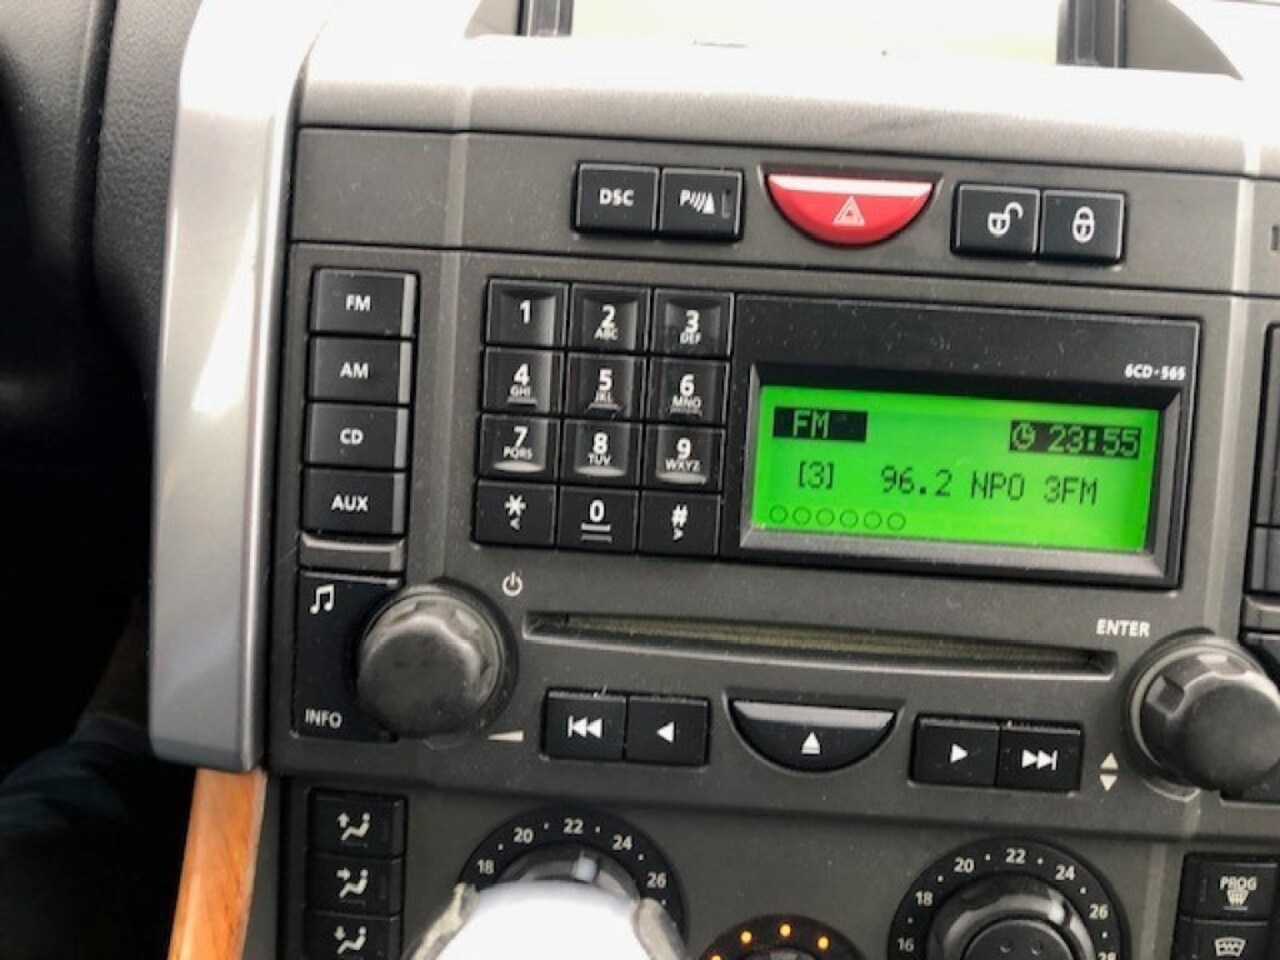 DSC P
FM
AM
CD
AUX
1 2 ABC 3 DEF
4 GHI 5 JKL 6 MNO
7 PQRS 8 TUV 9 WXYZ
* < 0 # >
6CD-565
FM 23:55
[3] 96.2 NPO 3FM
ENTER
INFO
18 20 22 24 26
16 18 20 22 24 26 28
PROG